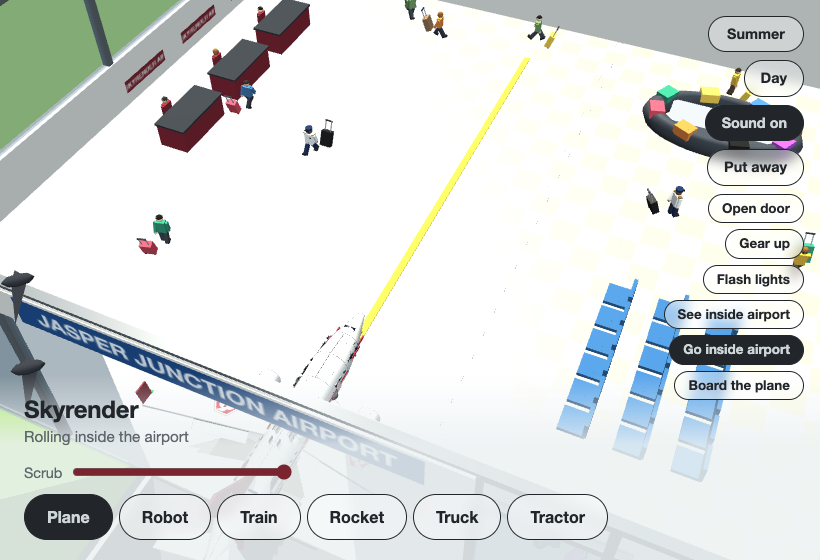 Summer
Day
Sound on
Put away
Open door
Gear up
Flash lights
See inside airport
Go inside airport
Board the plane
JASPER JUNCTION AIRPORT
Skyrender
Rolling inside the airport
Scrub
Plane
Robot
Train
Rocket
Truck
Tractor